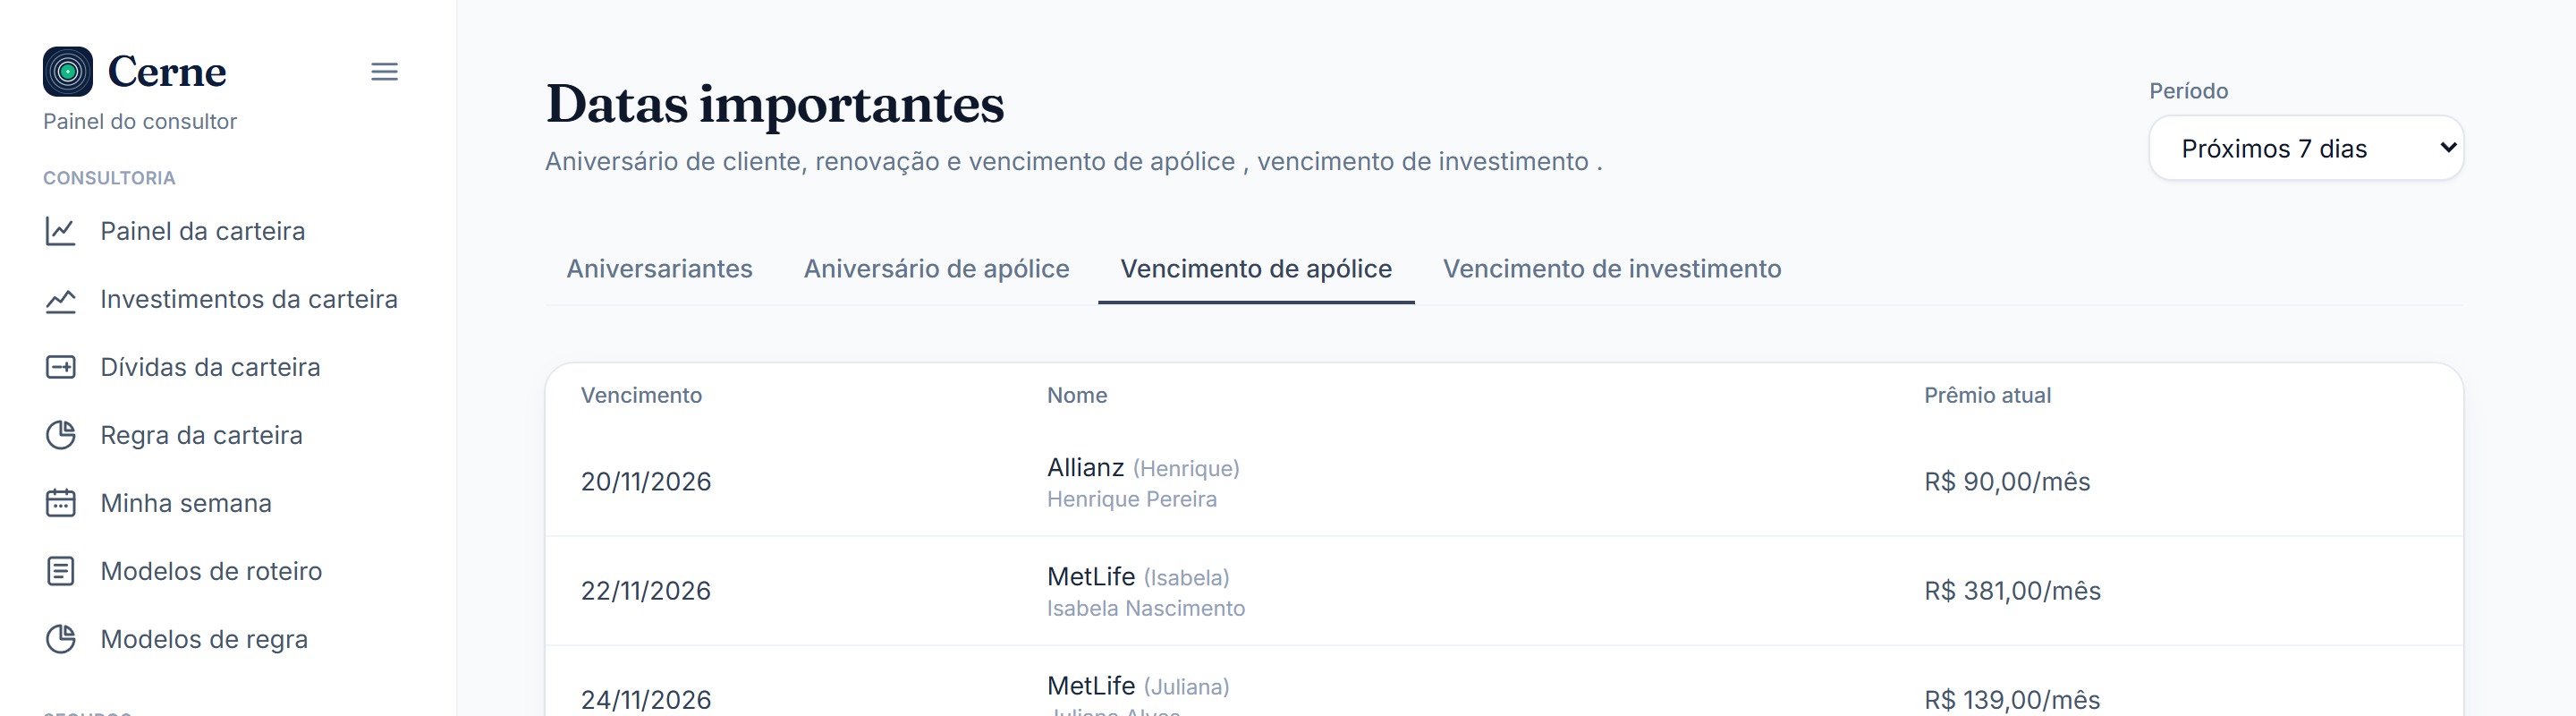 Cerne
Painel do consultor
CONSULTORIA
Painel da carteira
Investimentos da carteira
Dívidas da carteira
Regra da carteira
Minha semana
Modelos de roteiro
Modelos de regra
Datas importantes
Aniversário de cliente, renovação e vencimento de apólice , vencimento de investimento .
Período
Próximos 7 dias
Aniversariantes Aniversário de apólice Vencimento de apólice Vencimento de investimento
Vencimento Nome Prêmio atual
20/11/2026 Allianz (Henrique) R$ 90,00/mês
Henrique Pereira
22/11/2026 MetLife (Isabela) R$ 381,00/mês
Isabela Nascimento
24/11/2026 MetLife (Juliana) R$ 139,00/mês